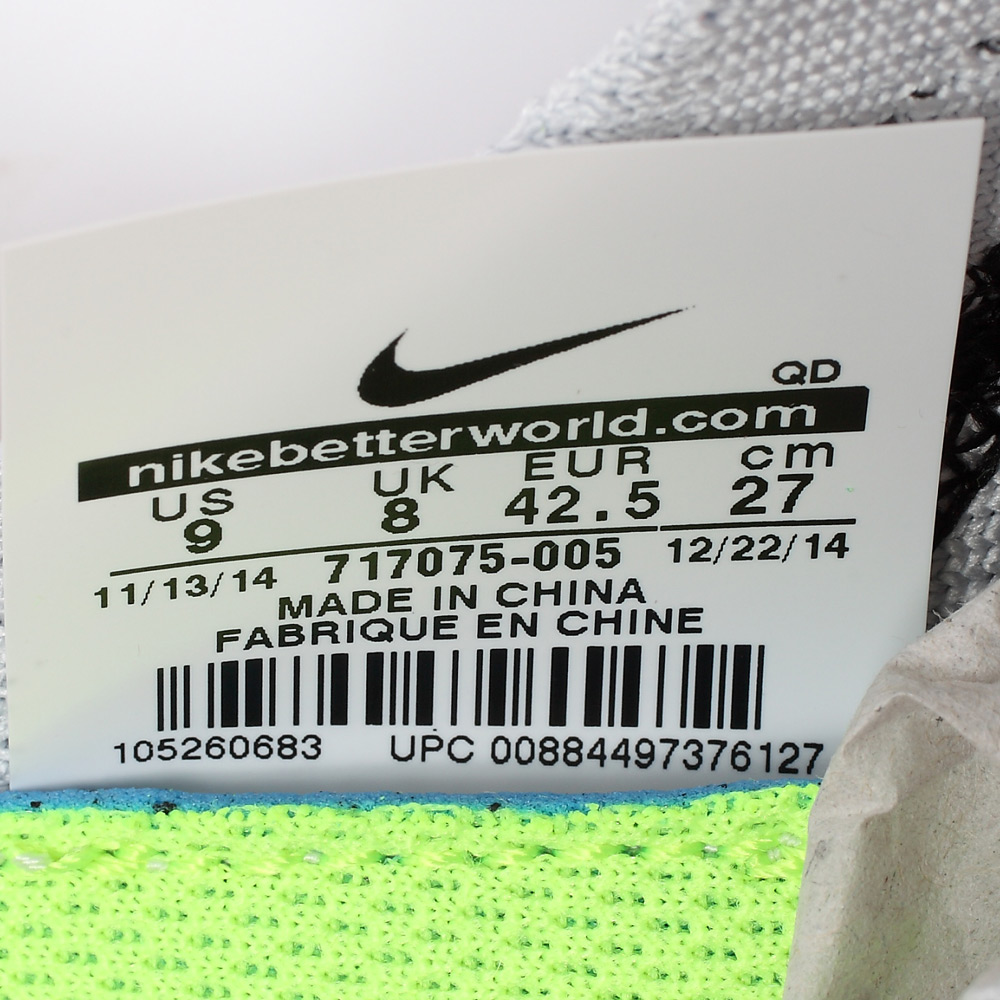 QD
nikebetterworld.com
US UK EUR cm
9 8 42.5 27
11/13/14 717075-005 12/22/14
MADE IN CHINA
FABRIQUE EN CHINE
105260683 UPC 00884497376127